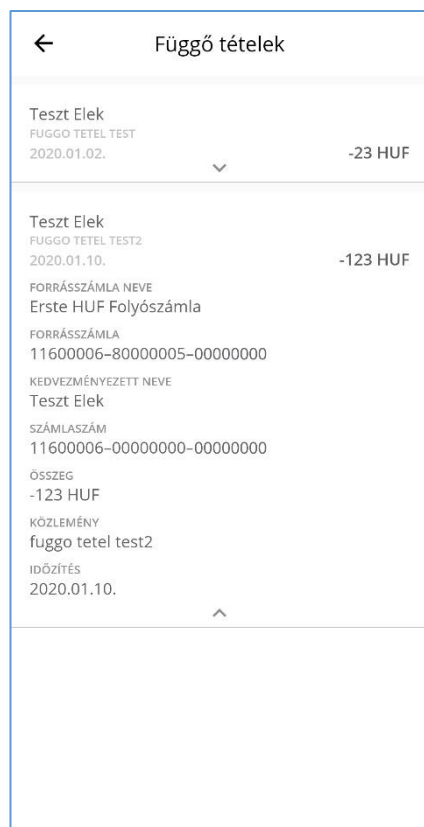 Függő tételek
Teszt Elek
FUGGO TETEL TEST
2020.01.02.
-23 HUF
Teszt Elek
FUGGO TETEL TEST2
2020.01.10.
-123 HUF
FORRÁSSZÁMLA NEVE
Erste HUF Folyószámla
FORRÁSSZÁMLA
11600006–80000005–00000000
KEDVEZMÉNYEZETT NEVE
Teszt Elek
SZÁMLASZÁM
11600006–00000000–00000000
ÖSSZEG
-123 HUF
KÖZLEMÉNY
fuggo tetel test2
IDŐZÍTÉS
2020.01.10.